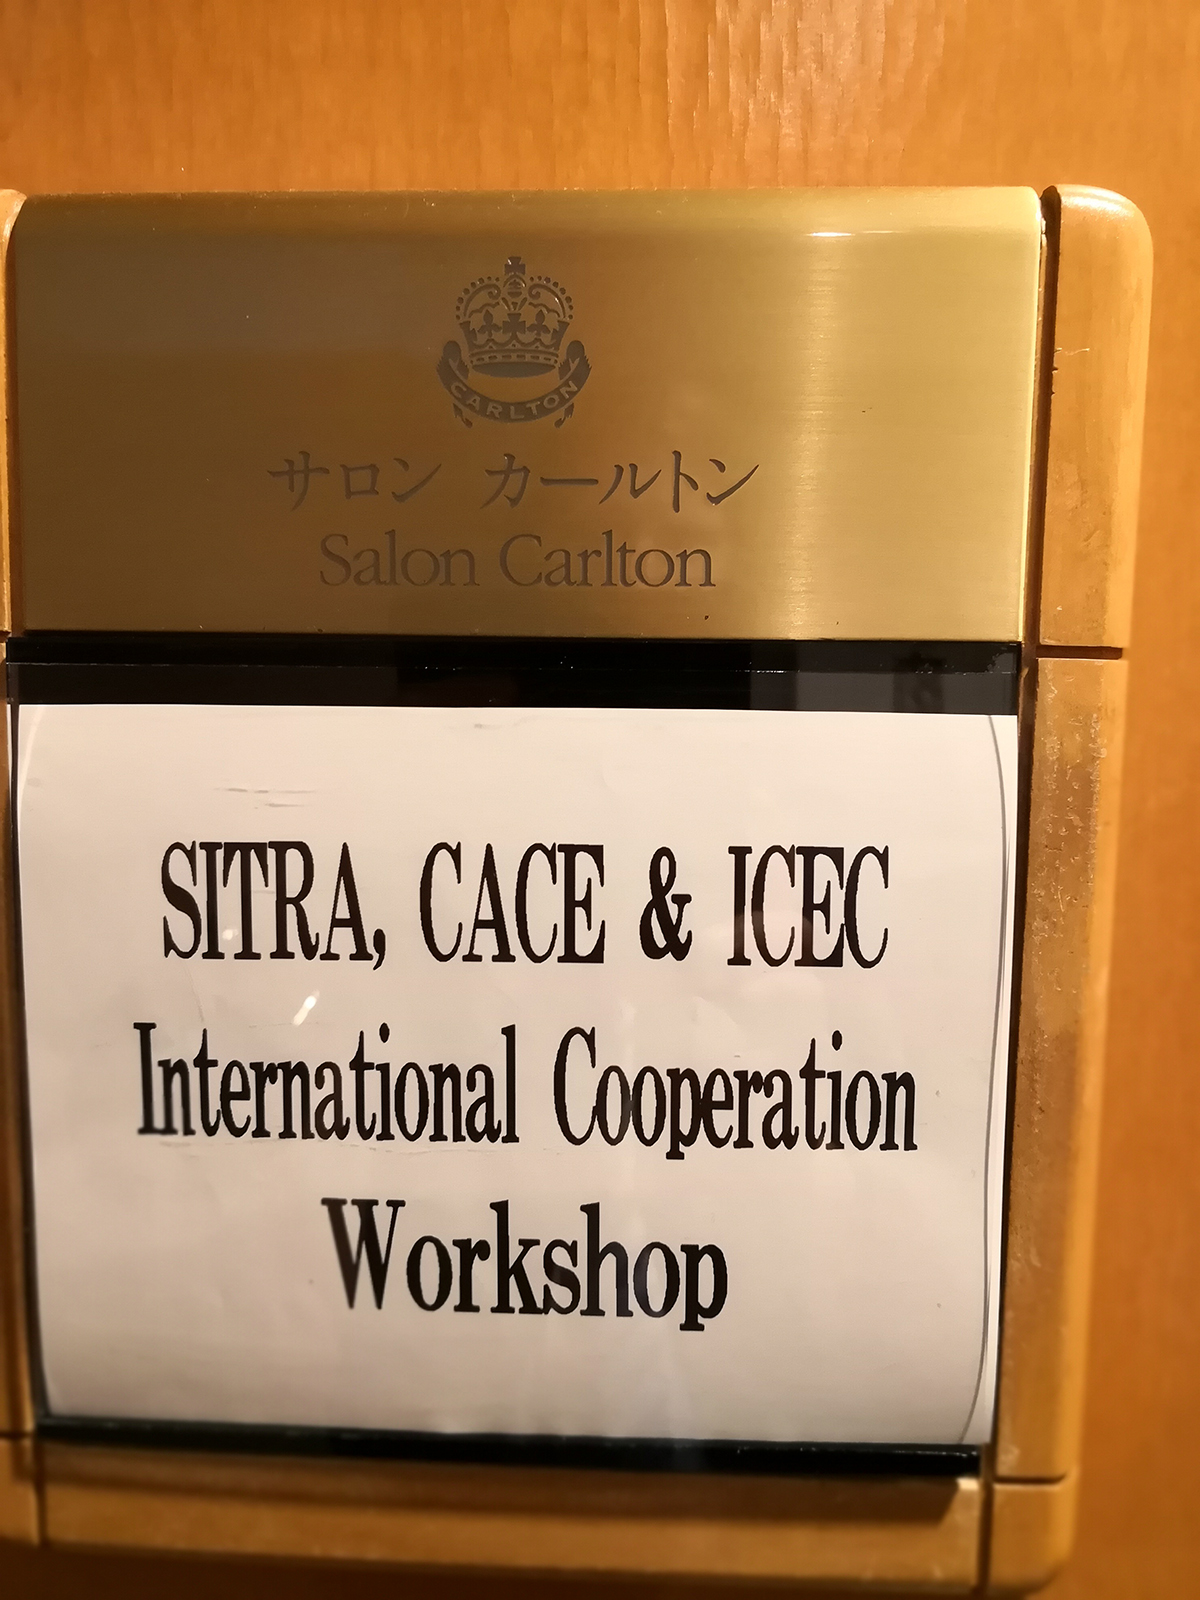 CARLTON
サロン カールトン
Salon Carlton
SITRA, CACE & ICEC
International Cooperation
Workshop